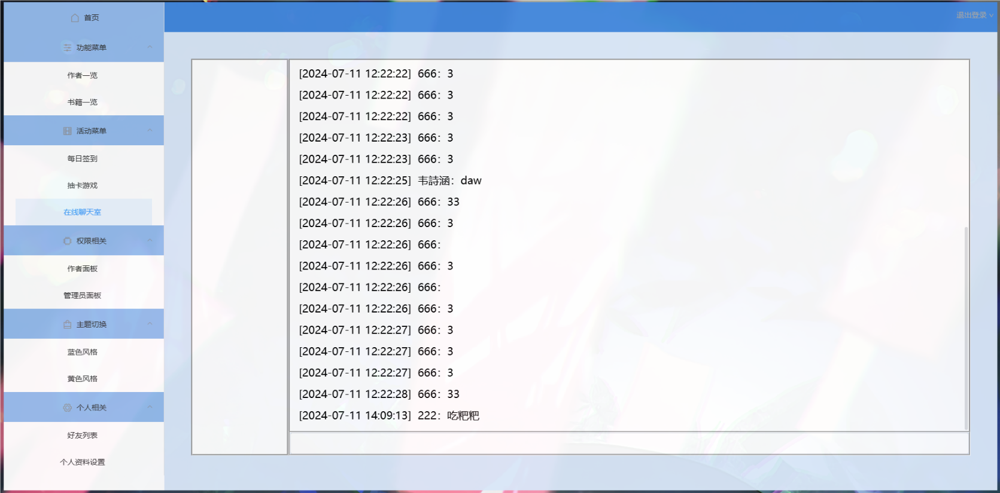 首页
功能菜单
作者一览
书籍一览
活动菜单
每日签到
抽卡游戏
在线聊天室
权限相关
作者面板
管理员面板
主题切换
蓝色风格
黄色风格
个人相关
好友列表
个人资料设置
退出登录
[2024-07-11 12:22:22] 666：3
[2024-07-11 12:22:22] 666：3
[2024-07-11 12:22:22] 666：3
[2024-07-11 12:22:23] 666：3
[2024-07-11 12:22:23] 666：3
[2024-07-11 12:22:25] 韦詩涵：daw
[2024-07-11 12:22:26] 666：33
[2024-07-11 12:22:26] 666：3
[2024-07-11 12:22:26] 666：
[2024-07-11 12:22:26] 666：3
[2024-07-11 12:22:26] 666：
[2024-07-11 12:22:26] 666：3
[2024-07-11 12:22:27] 666：3
[2024-07-11 12:22:27] 666：3
[2024-07-11 12:22:27] 666：3
[2024-07-11 12:22:28] 666：33
[2024-07-11 14:09:13] 222：吃粑粑